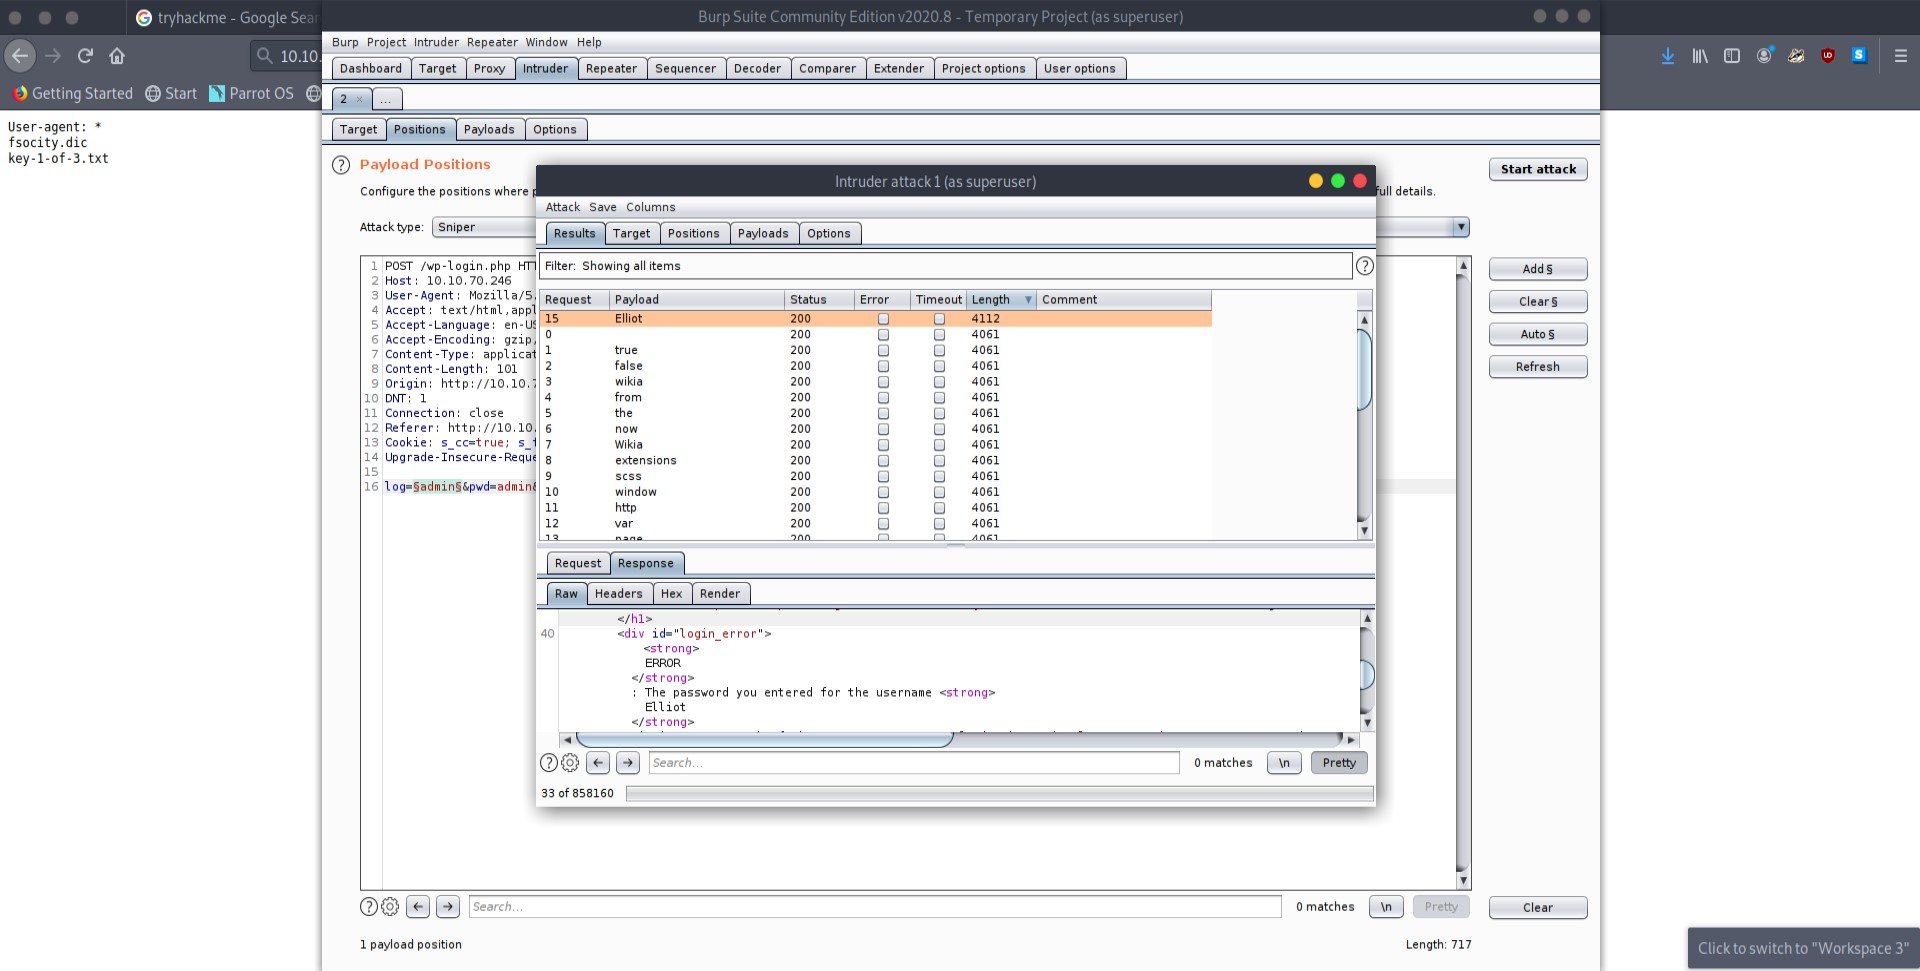 tryhackme - Google Sear
10.10.
Getting Started Start Parrot OS
User-agent: *
fsocity.dic
key-1-of-3.txt
Burp Suite Community Edition v2020.8 - Temporary Project (as superuser)
Burp Project Intruder Repeater Window Help
Dashboard Target Proxy Intruder Repeater Sequencer Decoder Comparer Extender Project options User options
2 × ...
Target Positions Payloads Options
? Payload Positions
Start attack
Configure the positions where
full details.
Attack type: Sniper
1 POST /wp-login.php HTT
2 Host: 10.10.70.246
3 User-Agent: Mozilla/5.
4 Accept: text/html,appl
5 Accept-Language: en-US
6 Accept-Encoding: gzip,
7 Content-Type: applicat
8 Content-Length: 101
9 Origin: http://10.10.7
10 DNT: 1
11 Connection: close
12 Referer: http://10.10.
13 Cookie: s_cc=true; s_f
14 Upgrade-Insecure-Reque
15
16 log=§admin§&pwd=admin&
Add §
Clear §
Auto §
Refresh
Intruder attack 1 (as superuser)
Attack Save Columns
Results Target Positions Payloads Options
Filter: Showing all items
?
Request Payload Status Error Timeout Length Comment
15 Elliot 200 4112
0 200 4061
1 true 200 4061
2 false 200 4061
3 wikia 200 4061
4 from 200 4061
5 the 200 4061
6 now 200 4061
7 Wikia 200 4061
8 extensions 200 4061
9 scss 200 4061
10 window 200 4061
11 http 200 4061
12 var 200 4061
13 page 200 4061
Request Response
Raw Headers Hex Render
</h1>
40 <div id="login_error">
<strong>
ERROR
</strong>
: The password you entered for the username <strong>
Elliot
</strong>
? Search... 0 matches \n Pretty
33 of 858160
? Search... 0 matches \n Pretty Clear
1 payload position
Length: 717
Click to switch to "Workspace 3"